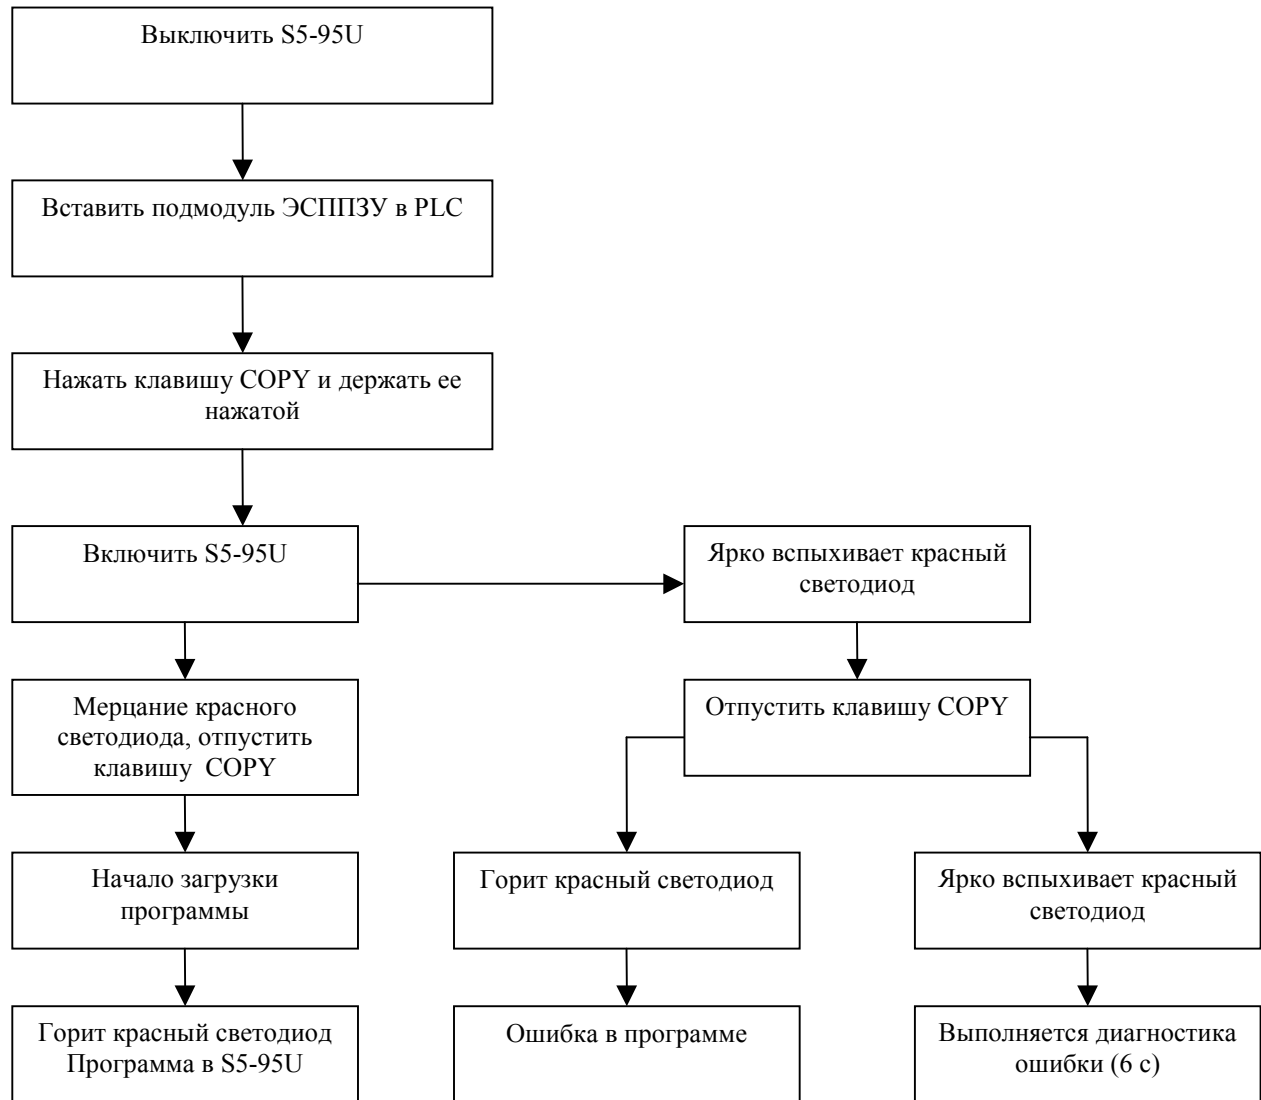 Выключить S5-95U
Вставить подмодуль ЭСППЗУ в PLC
Нажать клавишу COPY и держать ее
нажатой
Включить S5-95U
Ярко вспыхивает красный
светодиод
Мерцание красного
светодиода, отпустить
клавишу COPY
Отпустить клавишу COPY
Начало загрузки
программы
Горит красный светодиод
Ярко вспыхивает красный
светодиод
Горит красный светодиод
Программа в S5-95U
Ошибка в программе
Выполняется диагностика
ошибки (6 с)